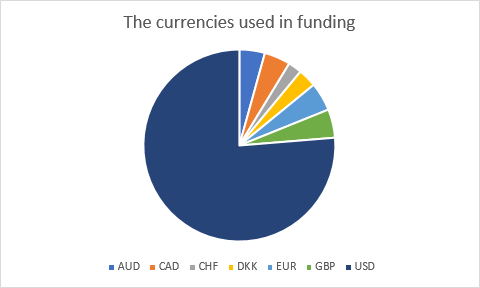 The currencies used in funding
AUD CAD CHF DKK EUR GBP USD